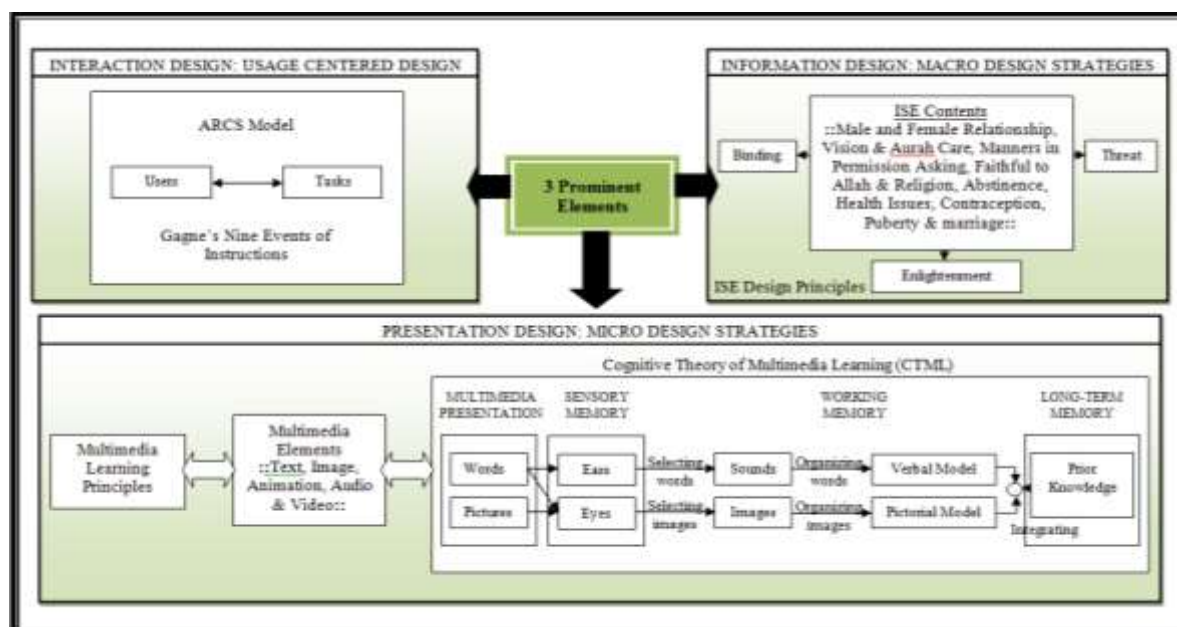 INTERACTION DESIGN: USAGE CENTERED DESIGN
ARCS Model
Users
Tasks
Gagne's Nine Events of
Instructions
3 Prominent
Elements
INFORMATION DESIGN: MACRO DESIGN STRATEGIES
ISE Contents
::Male and Female Relationship,
Vision & Aurah Care, Manners in
Permission Asking, Faithful to
Allah & Religion, Abstinence,
Health Issues, Contraception,
Puberty & marriage::
Binding
Threat
Enlightenment
ISE Design Principles
PRESENTATION DESIGN: MICRO DESIGN STRATEGIES
Cognitive Theory of Multimedia Learning (CTML)
Multimedia
Learning
Principles
Multimedia
Elements
::Text, Image,
Animation, Audio
& Video::
MULTIMEDIA
PRESENTATION
SENSORY
MEMORY
WORKING
MEMORY
LONG-TERM
MEMORY
Words
Ears
Selecting
words
Sounds
Organizing
words
Verbal Model
Prior
Knowledge
Pictures
Eyes
Selecting
images
Images
Organizing
images
Pictorial Model
Integrating